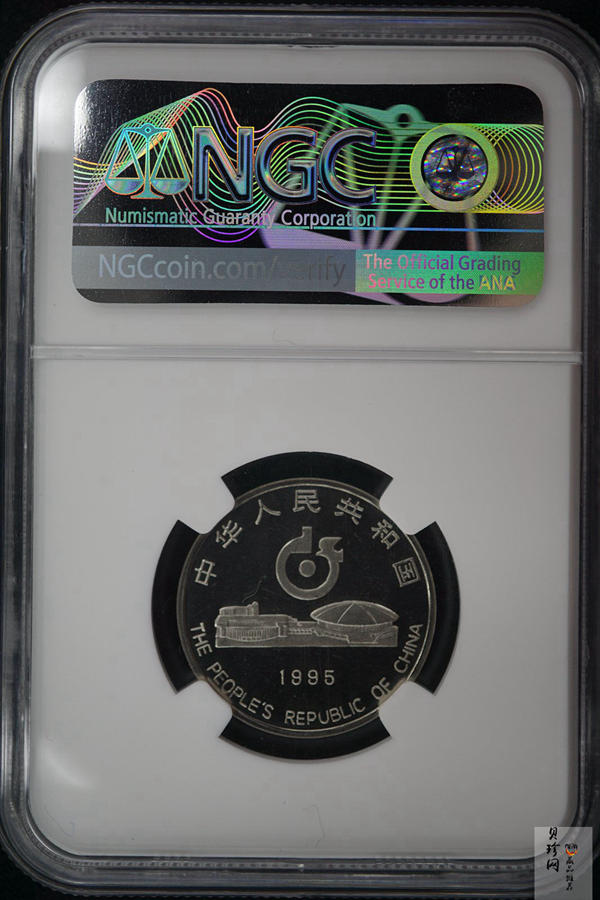 NGC
Numismatic Guaranty Corporation
NGCcoin.com/verify
The Official Grading
Service of the ANA
中华人民共和国
1995
THE PEOPLE'S REPUBLIC OF CHINA
贝珍网